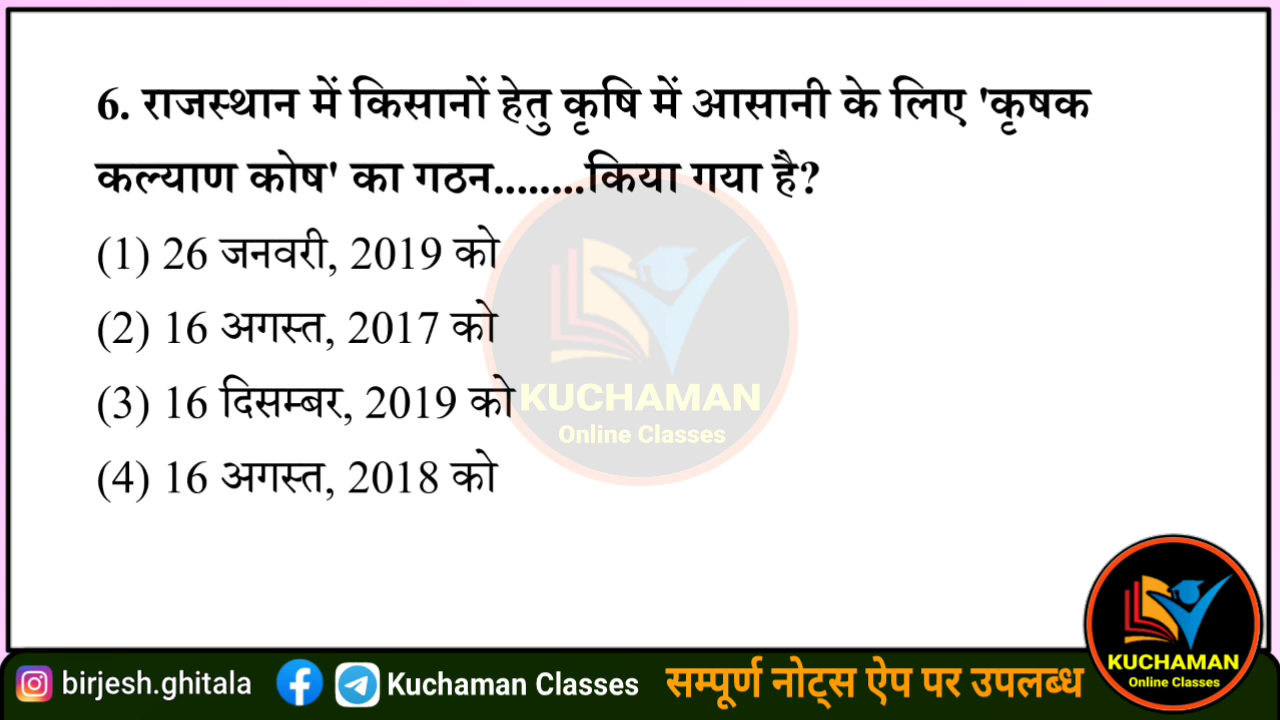 6. राजस्थान में किसानों हेतु कृषि में आसानी के लिए 'कृषक
कल्याण कोष' का गठन........किया गया है?
(1) 26 जनवरी, 2019 को
(2) 16 अगस्त, 2017 को
(3) 16 दिसम्बर, 2019 को
(4) 16 अगस्त, 2018 को
KUCHAMAN
Online Classes
KUCHAMAN
Online Classes
birjesh.ghitala
Kuchaman Classes
सम्पूर्ण नोट्स ऐप पर उपलब्ध